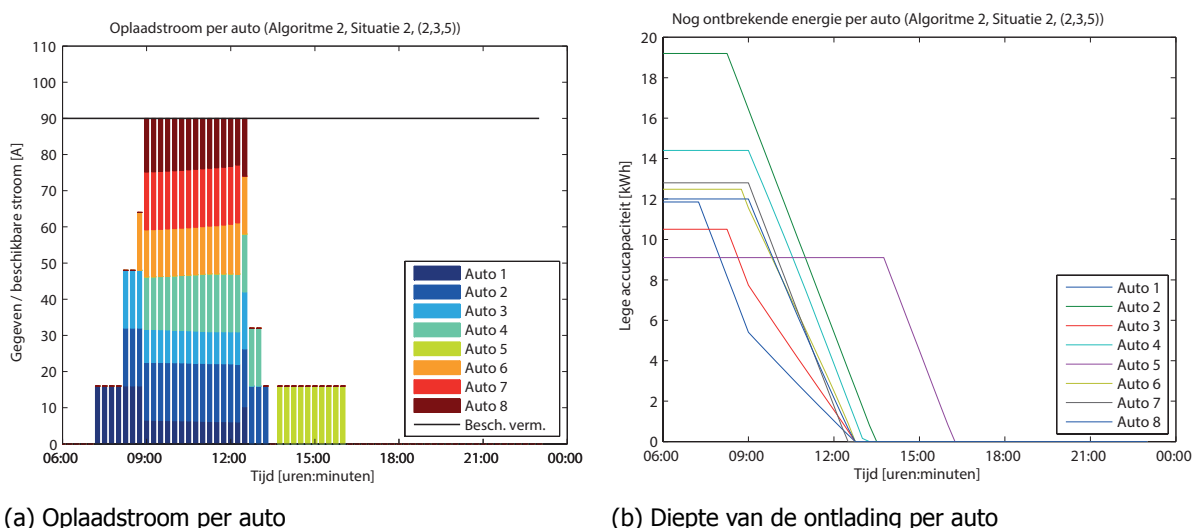 Oplaadstroom per auto (Algoritme 2, Situatie 2, (2,3,5))
Gegeven / beschikbare stroom [A]
110
100
90
80
70
60
50
40
30
20
10
0
06:00 09:00 12:00 15:00 18:00 21:00 00:00
Tijd [uren:minuten]
Auto 1
Auto 2
Auto 3
Auto 4
Auto 5
Auto 6
Auto 7
Auto 8
Besch. verm.
(a) Oplaadstroom per auto
Nog ontbrekende energie per auto (Algoritme 2, Situatie 2, (2,3,5))
Lege accucapaciteit [kWh]
20
18
16
14
12
10
8
6
4
2
0
06:00 09:00 12:00 15:00 18:00 21:00 00:00
Tijd [uren:minuten]
Auto 1
Auto 2
Auto 3
Auto 4
Auto 5
Auto 6
Auto 7
Auto 8
(b) Diepte van de ontlading per auto